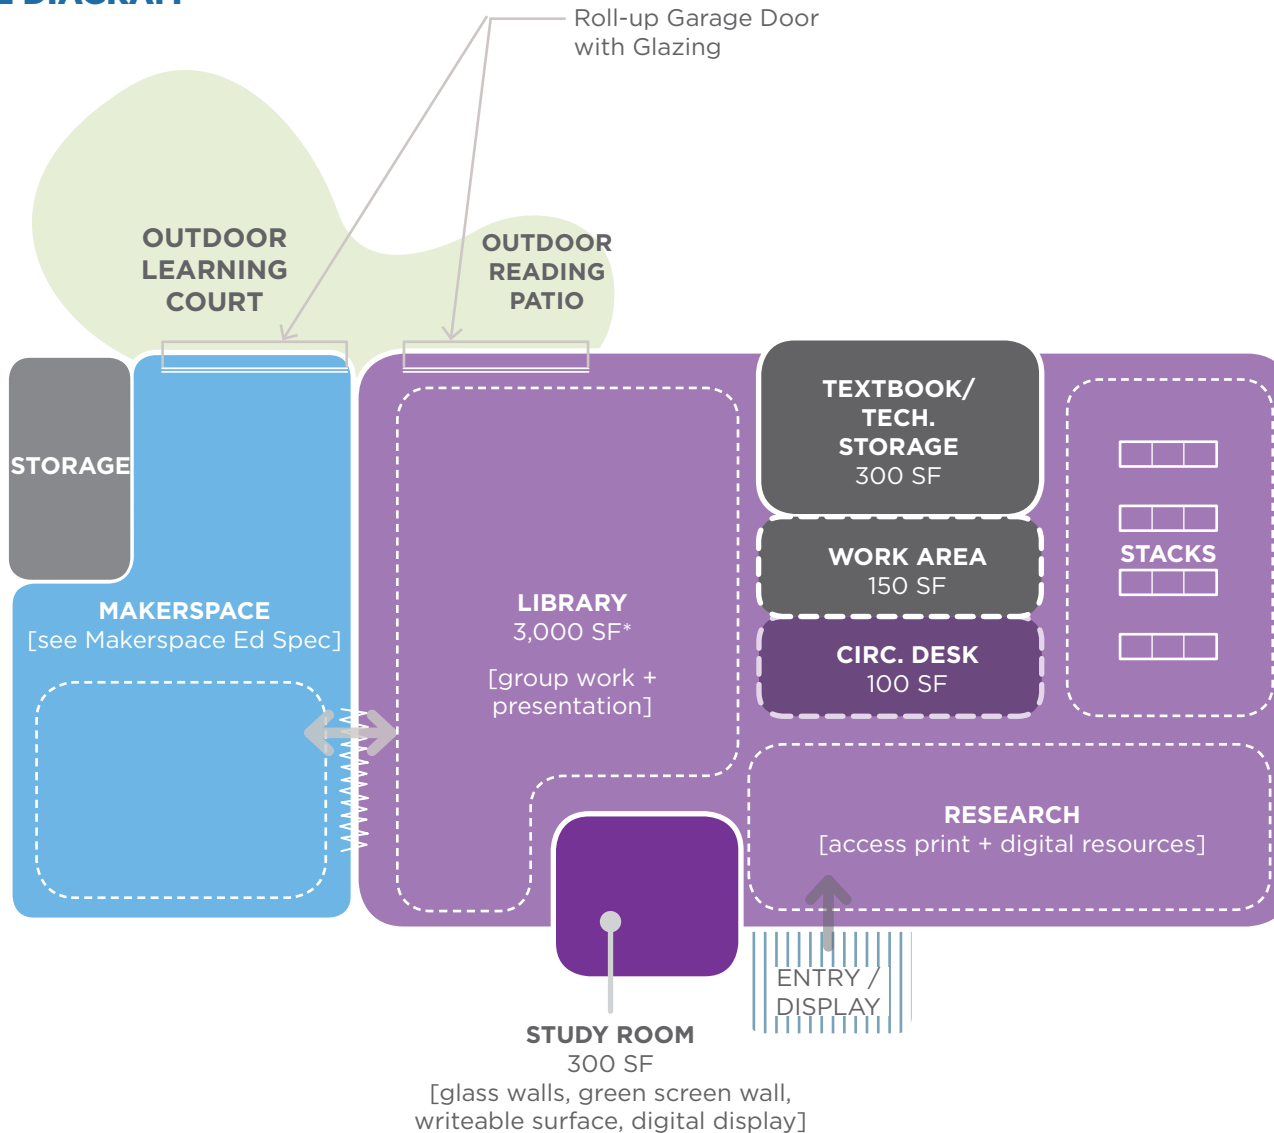 DIAGRAM
Roll-up Garage Door
with Glazing
OUTDOOR
LEARNING
COURT
OUTDOOR
READING
PATIO
STORAGE
TEXTBOOK/
TECH.
STORAGE
300 SF
WORK AREA
150 SF
STACKS
MAKERSPACE
[see Makerspace Ed Spec]
LIBRARY
3,000 SF*
[group work +
presentation]
CIRC. DESK
100 SF
RESEARCH
[access print + digital resources]
ENTRY /
DISPLAY
STUDY ROOM
300 SF
[glass walls, green screen wall,
writeable surface, digital display]